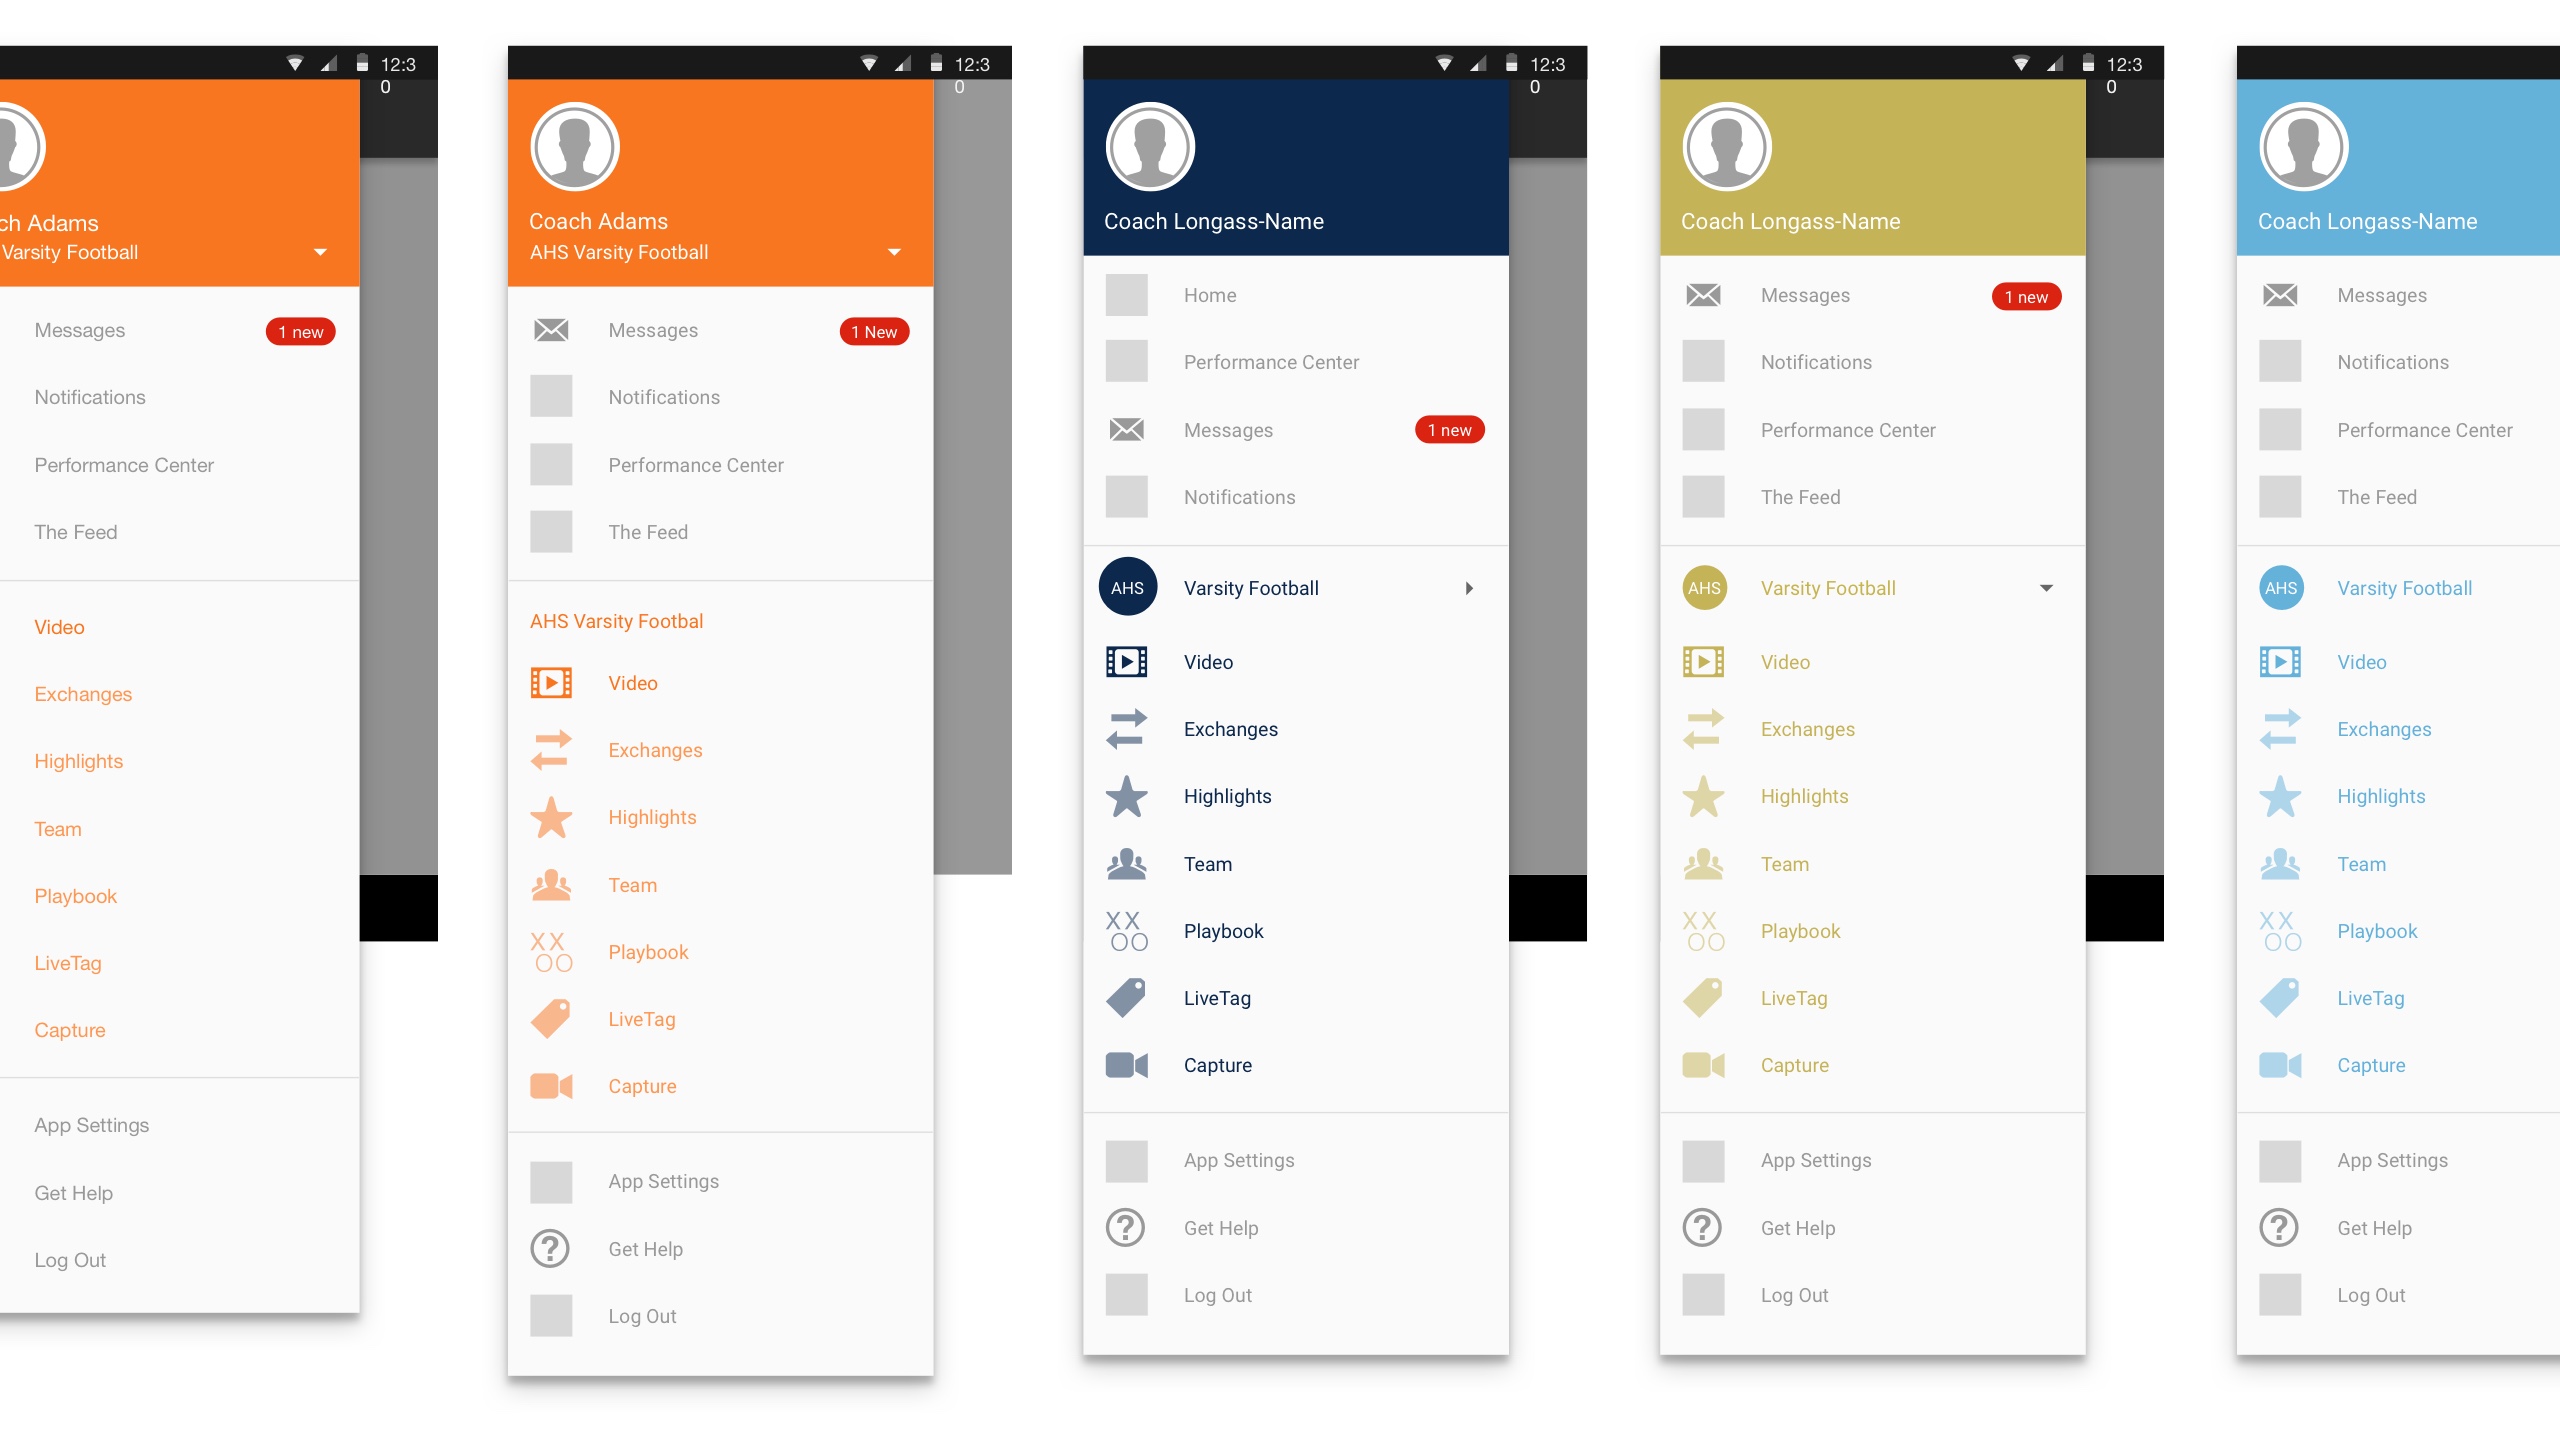 12:3
0
ch Adams
Varsity Football
Messages
1 new
Notifications
Performance Center
The Feed
Video
Exchanges
Highlights
Team
Playbook
LiveTag
Capture
App Settings
Get Help
Log Out
12:3
0
Coach Adams
AHS Varsity Football
Messages
1 New
Notifications
Performance Center
The Feed
AHS Varsity Footbal
Video
Exchanges
Highlights
Team
XX
OO
Playbook
LiveTag
Capture
App Settings
?
Get Help
Log Out
12:3
0
Coach Longass-Name
Home
Performance Center
Messages
1 new
Notifications
AHS
Varsity Football
Video
Exchanges
Highlights
Team
XX
OO
Playbook
LiveTag
Capture
App Settings
?
Get Help
Log Out
12:3
0
Coach Longass-Name
Messages
1 new
Notifications
Performance Center
The Feed
AHS
Varsity Football
Video
Exchanges
Highlights
Team
XX
OO
Playbook
LiveTag
Capture
App Settings
?
Get Help
Log Out
Coach Longass-Name
Messages
Notifications
Performance Center
The Feed
AHS
Varsity Football
Video
Exchanges
Highlights
Team
XX
OO
Playbook
LiveTag
Capture
App Settings
?
Get Help
Log Out